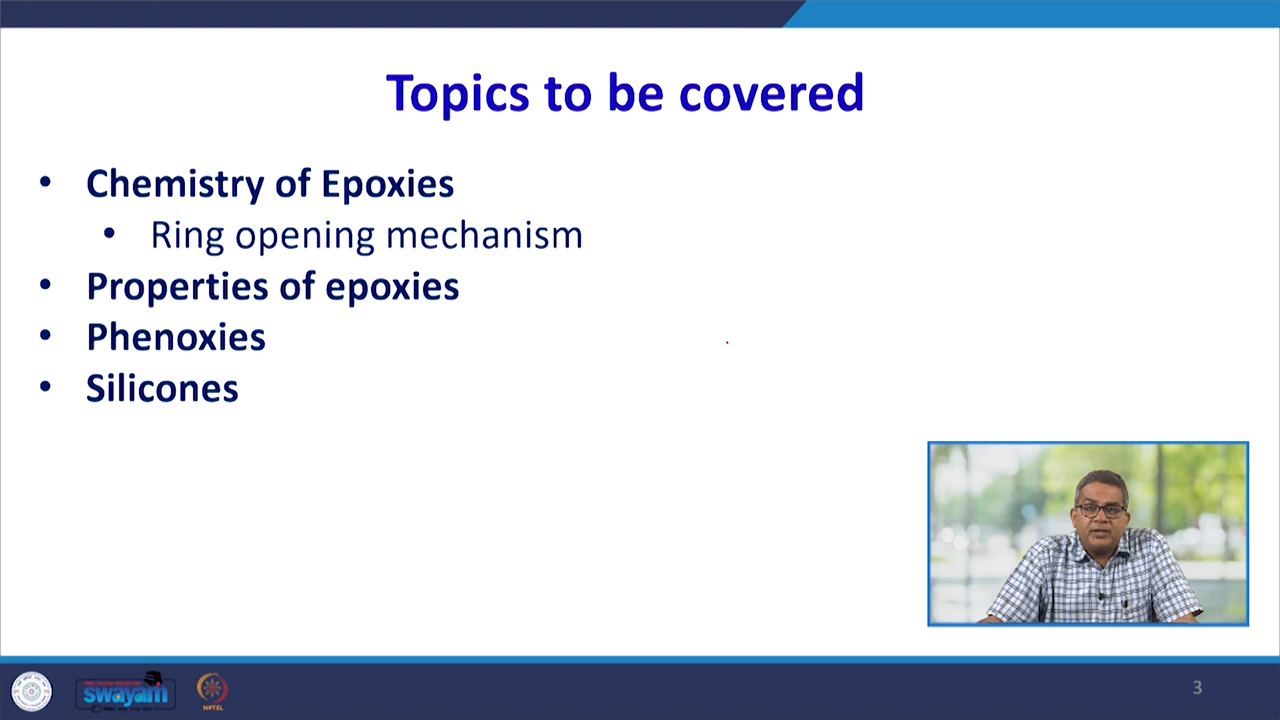 Topics to be covered
• Chemistry of Epoxies
• Ring opening mechanism
• Properties of epoxies
• Phenoxies
• Silicones
swayam
NPTEL
3